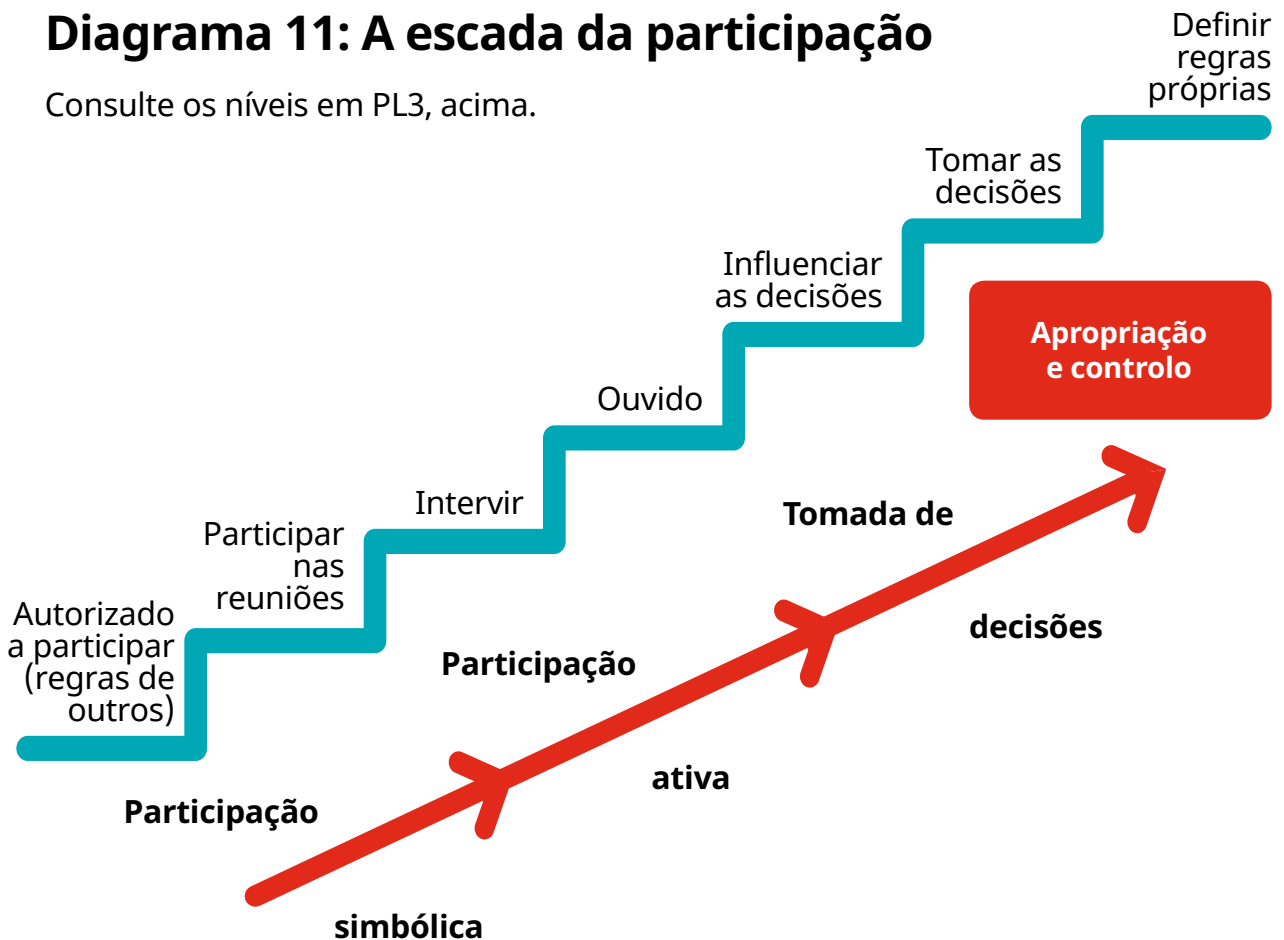 Diagrama 11: A escada da participação
Consulte os níveis em PL3, acima.
Definir
regras
próprias
Tomar as
decisões
Influenciar
as decisões
Apropriação
e controlo
Ouvido
Intervir
Participar
nas
reuniões
Autorizado
a participar
(regras de
outros)
Tomada de
decisões
Participação
ativa
Participação
simbólica